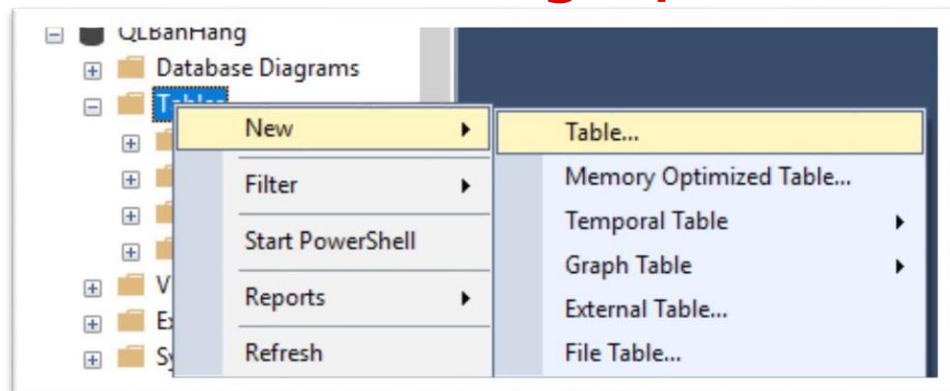 QLBanHang
Database Diagrams
Tables
New
Filter
Start PowerShell
Reports
Refresh
Table...
Memory Optimized Table...
Temporal Table
Graph Table
External Table...
File Table...